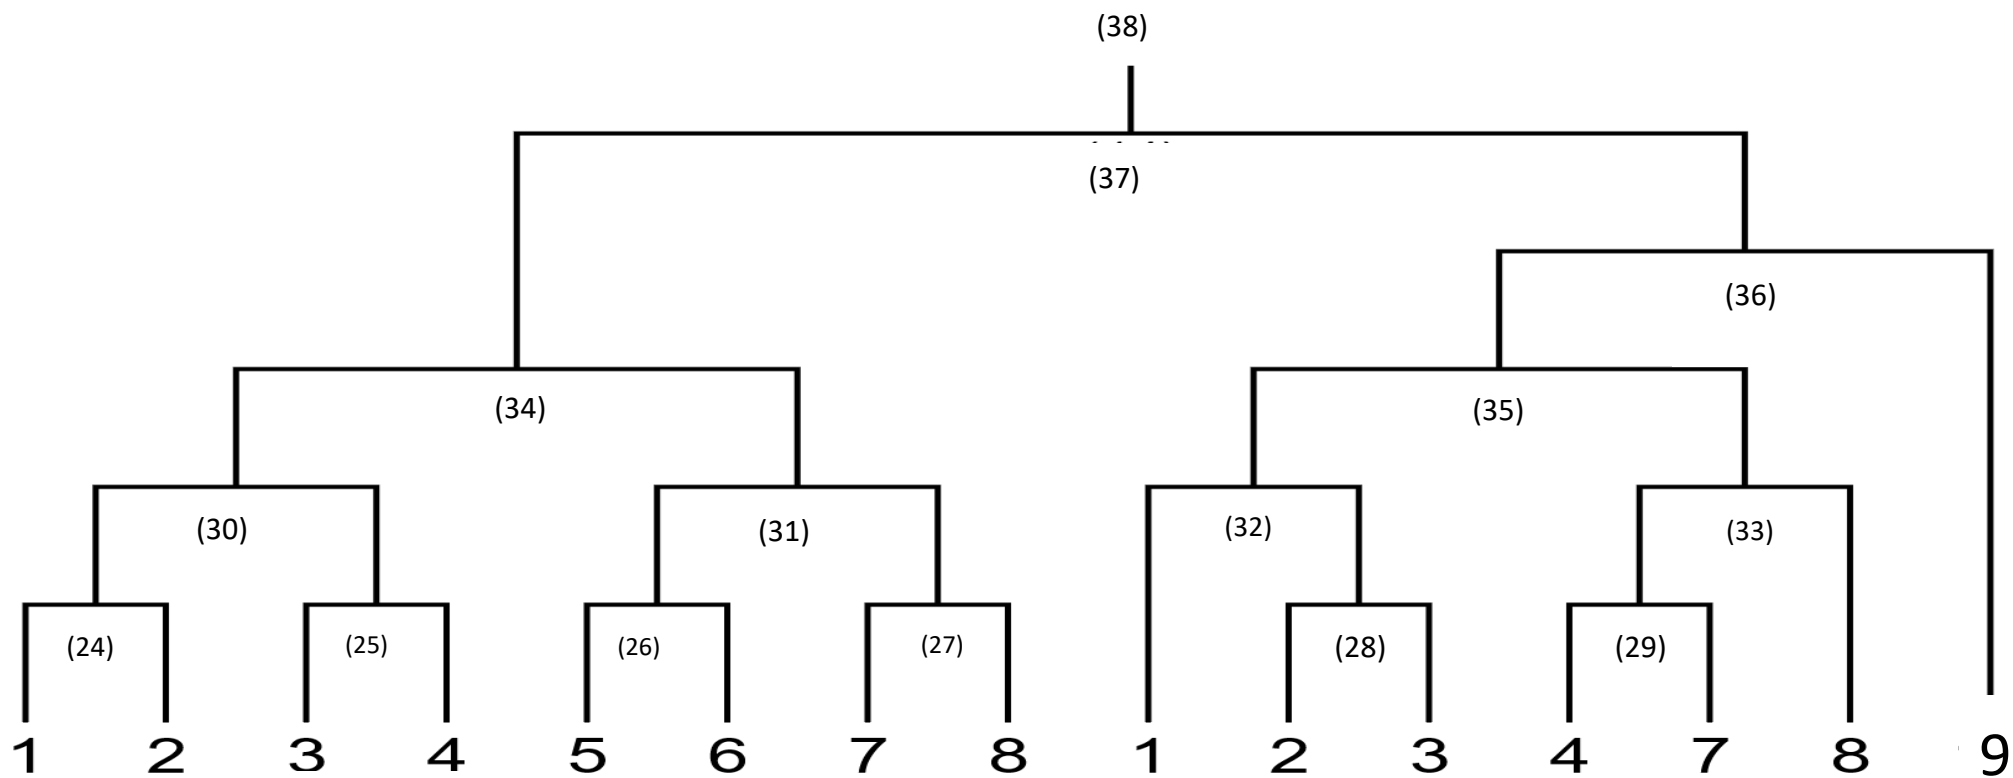 (38)
(37)
(36)
(34) (35)
(30) (31) (32) (33)
(24) (25) (26) (27) (28) (29)
1 2 3 4 5 6 7 8 1 2 3 4 7 8 9